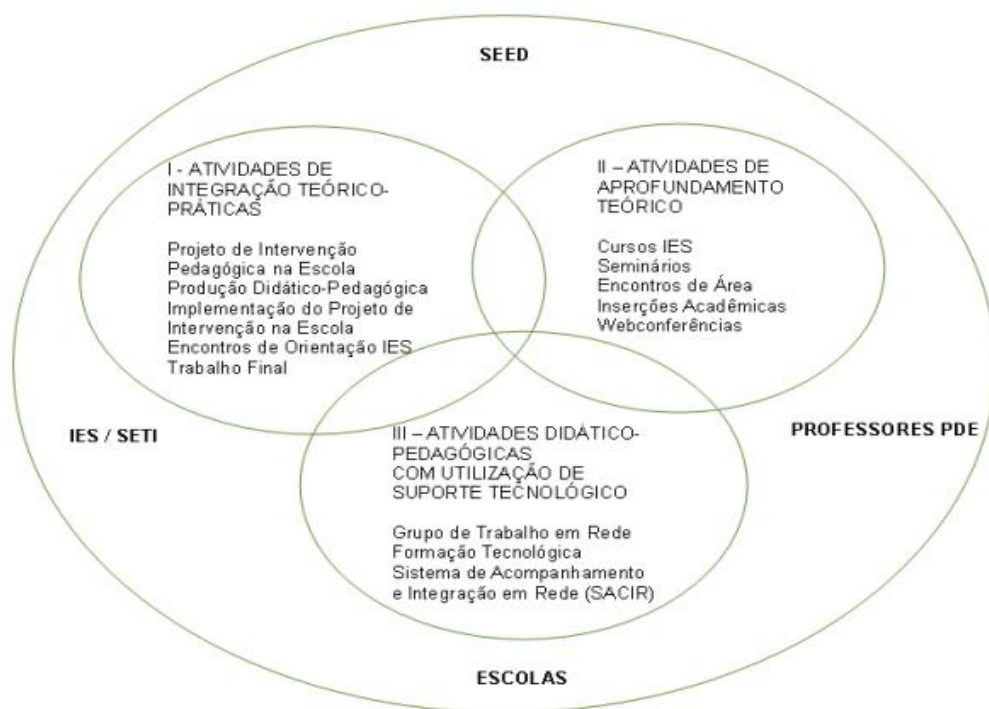 SEED
I - ATIVIDADES DE
INTEGRAÇÃO TEÓRICO-
PRÁTICAS
Projeto de Intervenção
Pedagógica na Escola
Produção Didático-Pedagógica
Implementação do Projeto de
Intervenção na Escola
Encontros de Orientação IES
Trabalho Final
II – ATIVIDADES DE
APROFUNDAMENTO
TEÓRICO
Cursos IES
Seminários
Encontros de Área
Inserções Acadêmicas
Webconferências
IES / SETI
PROFESSORES PDE
III – ATIVIDADES DIDÁTICO-
PEDAGÓGICAS
COM UTILIZAÇÃO DE
SUPORTE TECNOLÓGICO
Grupo de Trabalho em Rede
Formação Tecnológica
Sistema de Acompanhamento
e Integração em Rede (SACIR)
ESCOLAS